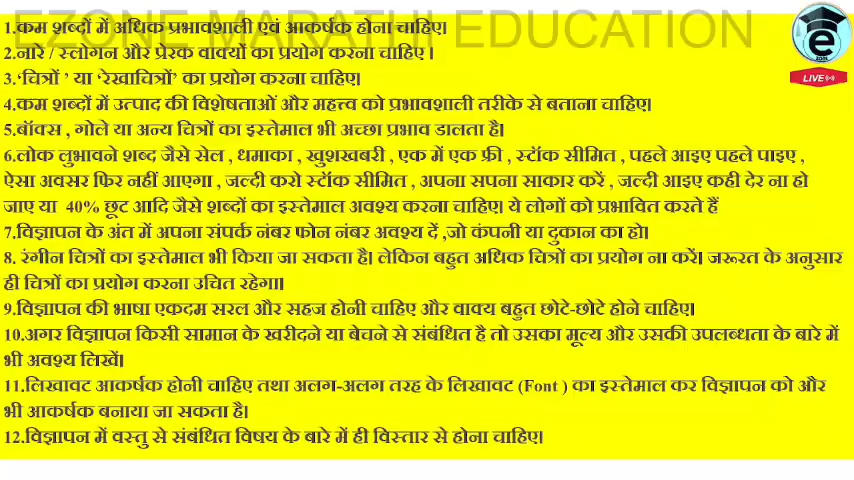 EZONE MARATHI EDUCATION
1.कम शब्दों में अधिक प्रभावशाली एवं आकर्षक होना चाहिए।
2.नारे / स्लोगन और प्रेरक वाक्यों का प्रयोग करना चाहिए ।
3.‘चित्रों ’ या ‘रेखाचित्रों’ का प्रयोग करना चाहिए।
4.कम शब्दों में उत्पाद की विशेषताओं और महत्त्व को प्रभावशाली तरीके से बताना चाहिए।
5.बॉक्स , गोले या अन्य चित्रों का इस्तेमाल भी अच्छा प्रभाव डालता है।
6.लोक लुभावने शब्द जैसे सेल , धमाका , खुशखबरी , एक में एक फ्री , स्टॉक सीमित , पहले आइए पहले पाइए ,
ऐसा अवसर फिर नहीं आएगा , जल्दी करो स्टॉक सीमित , अपना सपना साकार करें , जल्दी आइए कही देर ना हो
जाए या 40% छूट आदि जैसे शब्दों का इस्तेमाल अवश्य करना चाहिए। ये लोगों को प्रभावित करते हैं
7.विज्ञापन के अंत में अपना संपर्क नंबर फोन नंबर अवश्य दें ,जो कंपनी या दुकान का हो।
8. रंगीन चित्रों का इस्तेमाल भी किया जा सकता है। लेकिन बहुत अधिक चित्रों का प्रयोग ना करें। जरूरत के अनुसार
ही चित्रों का प्रयोग करना उचित रहेगा।
9.विज्ञापन की भाषा एकदम सरल और सहज होनी चाहिए और वाक्य बहुत छोटे-छोटे होने चाहिए।
10.अगर विज्ञापन किसी सामान के खरीदने या बेचने से संबंधित है तो उसका मूल्य और उसकी उपलब्धता के बारे में
भी अवश्य लिखें।
11.लिखावट आकर्षक होनी चाहिए तथा अलग-अलग तरह के लिखावट (Font ) का इस्तेमाल कर विज्ञापन को और
भी आकर्षक बनाया जा सकता है।
12.विज्ञापन में वस्तु से संबंधित विषय के बारे में ही विस्तार से होना चाहिए।
e
EZONE
LIVE